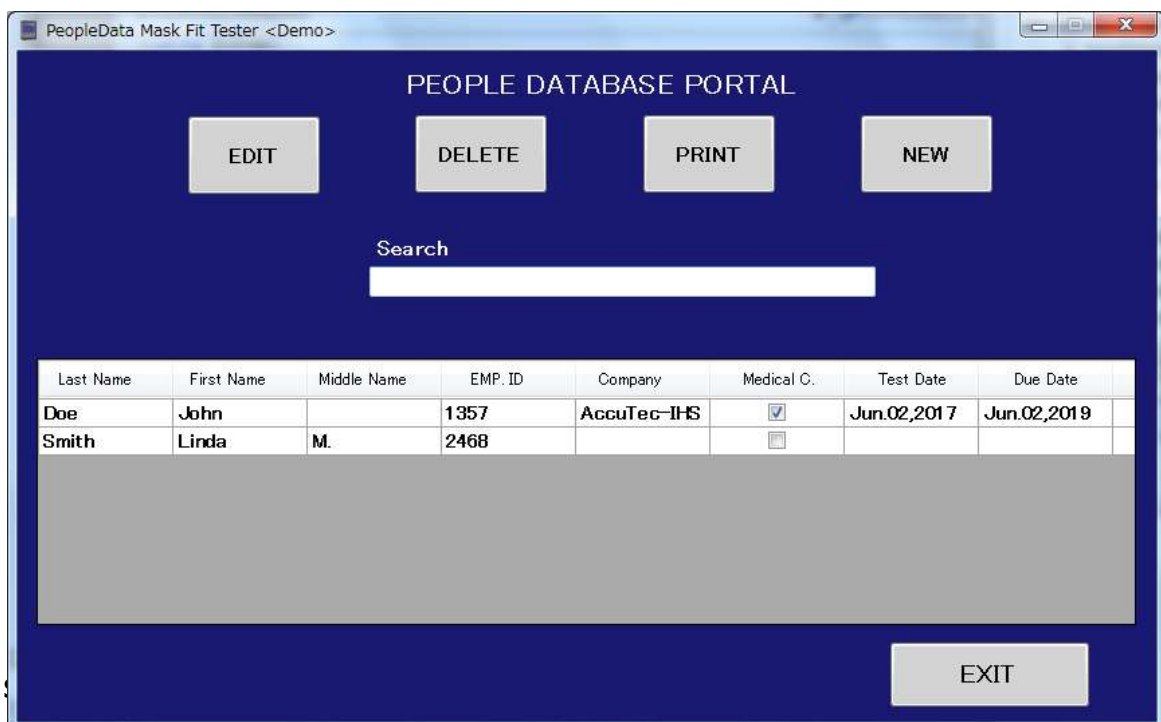 PeopleData Mask Fit Tester <Demo>
PEOPLE DATABASE PORTAL
EDIT DELETE PRINT NEW
Search
Last Name First Name Middle Name EMP. ID Company Medical C. Test Date Due Date
Doe John 1357 AccuTec-IHS Jun.02,2017 Jun.02,2019
Smith Linda M. 2468
EXIT